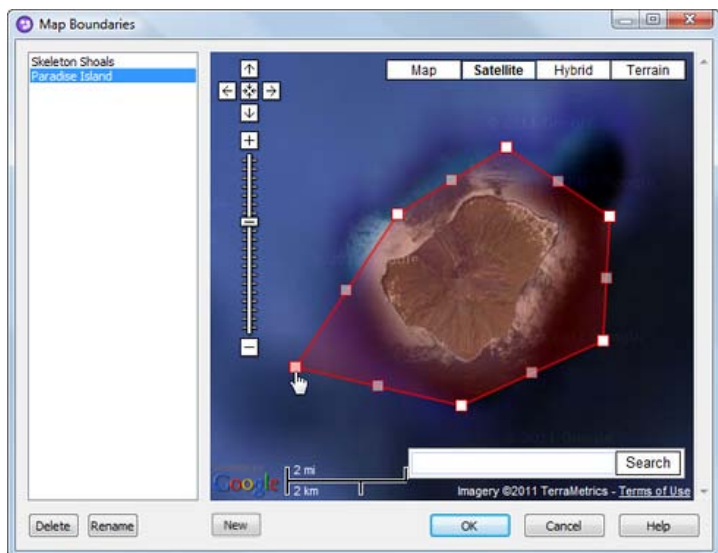 Map Boundaries
Skeleton Shoals
Paradise Island
Map Satellite Hybrid Terrain
Search
2 mi
2 km
Google
Imagery ©2011 TerraMetrics - Terms of Use
Delete Rename New OK Cancel Help